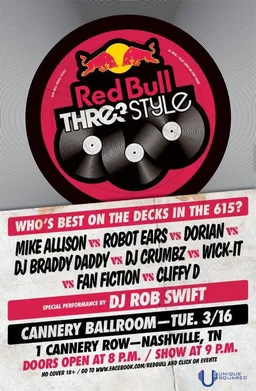 Red Bull
THRE3 STYLE
WHO'S BEST ON THE DECKS IN THE 615?
MIKE ALLISON VS ROBOT EARS VS DORIAN VS
DJ BRADDY DADDY VS DJ CRUMBZ VS WICK-IT
VS FAN FICTION VS CLIFFY D
SPECIAL PERFORMANCE BY DJ ROB SWIFT
CANNERY BALLROOM—TUE. 3/16
1 CANNERY ROW—NASHVILLE, TN
DOORS OPEN AT 8 P.M. / SHOW AT 9 P.M.
NO COVER 18+ / GO TO WWW.FACEBOOK.COM/REDBULL AND CLICK ON EVENTS
UNIQUE
SQUARED